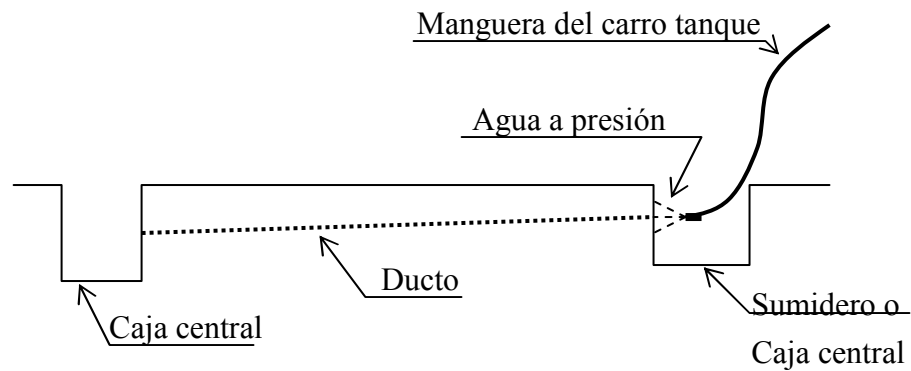 Manguera del carro tanque
Agua a presión
Ducto
Caja central
Sumidero o
Caja central